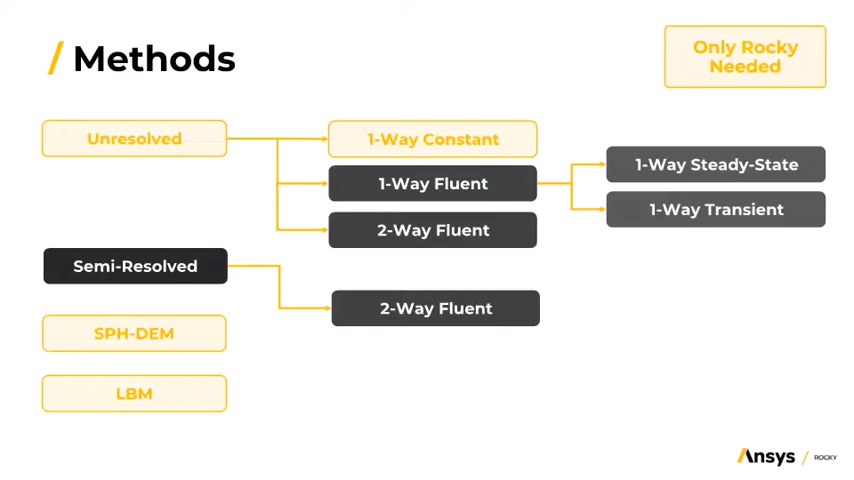 / Methods
Only Rocky
Needed
Unresolved
1-Way Constant
1-Way Fluent
2-Way Fluent
1-Way Steady-State
1-Way Transient
Semi-Resolved
2-Way Fluent
SPH-DEM
LBM
Ansys / ROCKY